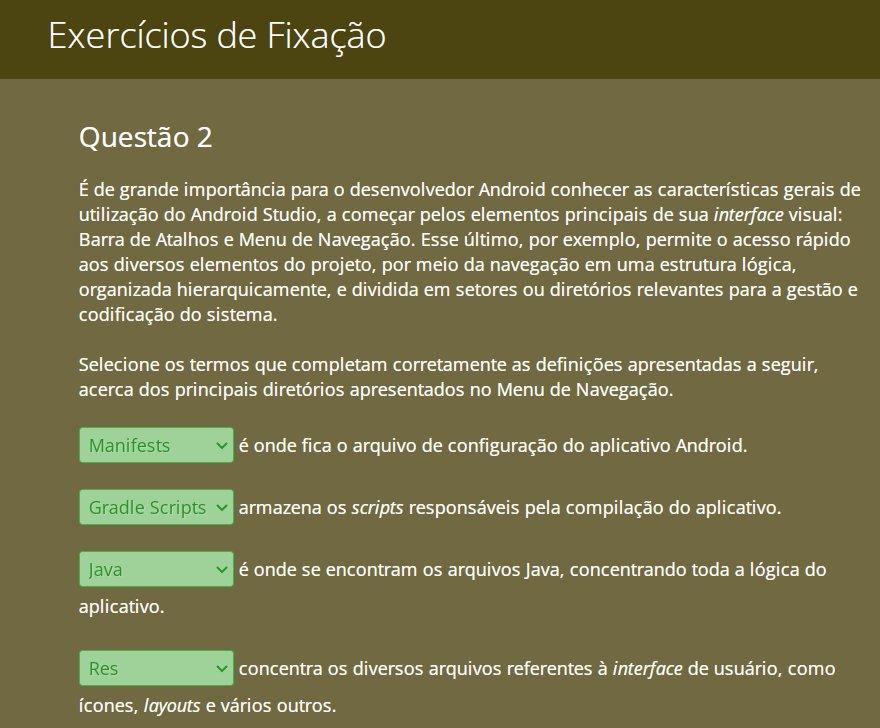 Exercícios de Fixação
Questão 2
É de grande importância para o desenvolvedor Android conhecer as características gerais de
utilização do Android Studio, a começar pelos elementos principais de sua interface visual:
Barra de Atalhos e Menu de Navegação. Esse último, por exemplo, permite o acesso rápido
aos diversos elementos do projeto, por meio da navegação em uma estrutura lógica,
organizada hierarquicamente, e dividida em setores ou diretórios relevantes para a gestão e
codificação do sistema.
Selecione os termos que completam corretamente as definições apresentadas a seguir,
acerca dos principais diretórios apresentados no Menu de Navegação.
Manifests é onde fica o arquivo de configuração do aplicativo Android.
Gradle Scripts armazena os scripts responsáveis pela compilação do aplicativo.
Java é onde se encontram os arquivos Java, concentrando toda a lógica do
aplicativo.
Res concentra os diversos arquivos referentes à interface de usuário, como
ícones, layouts e vários outros.